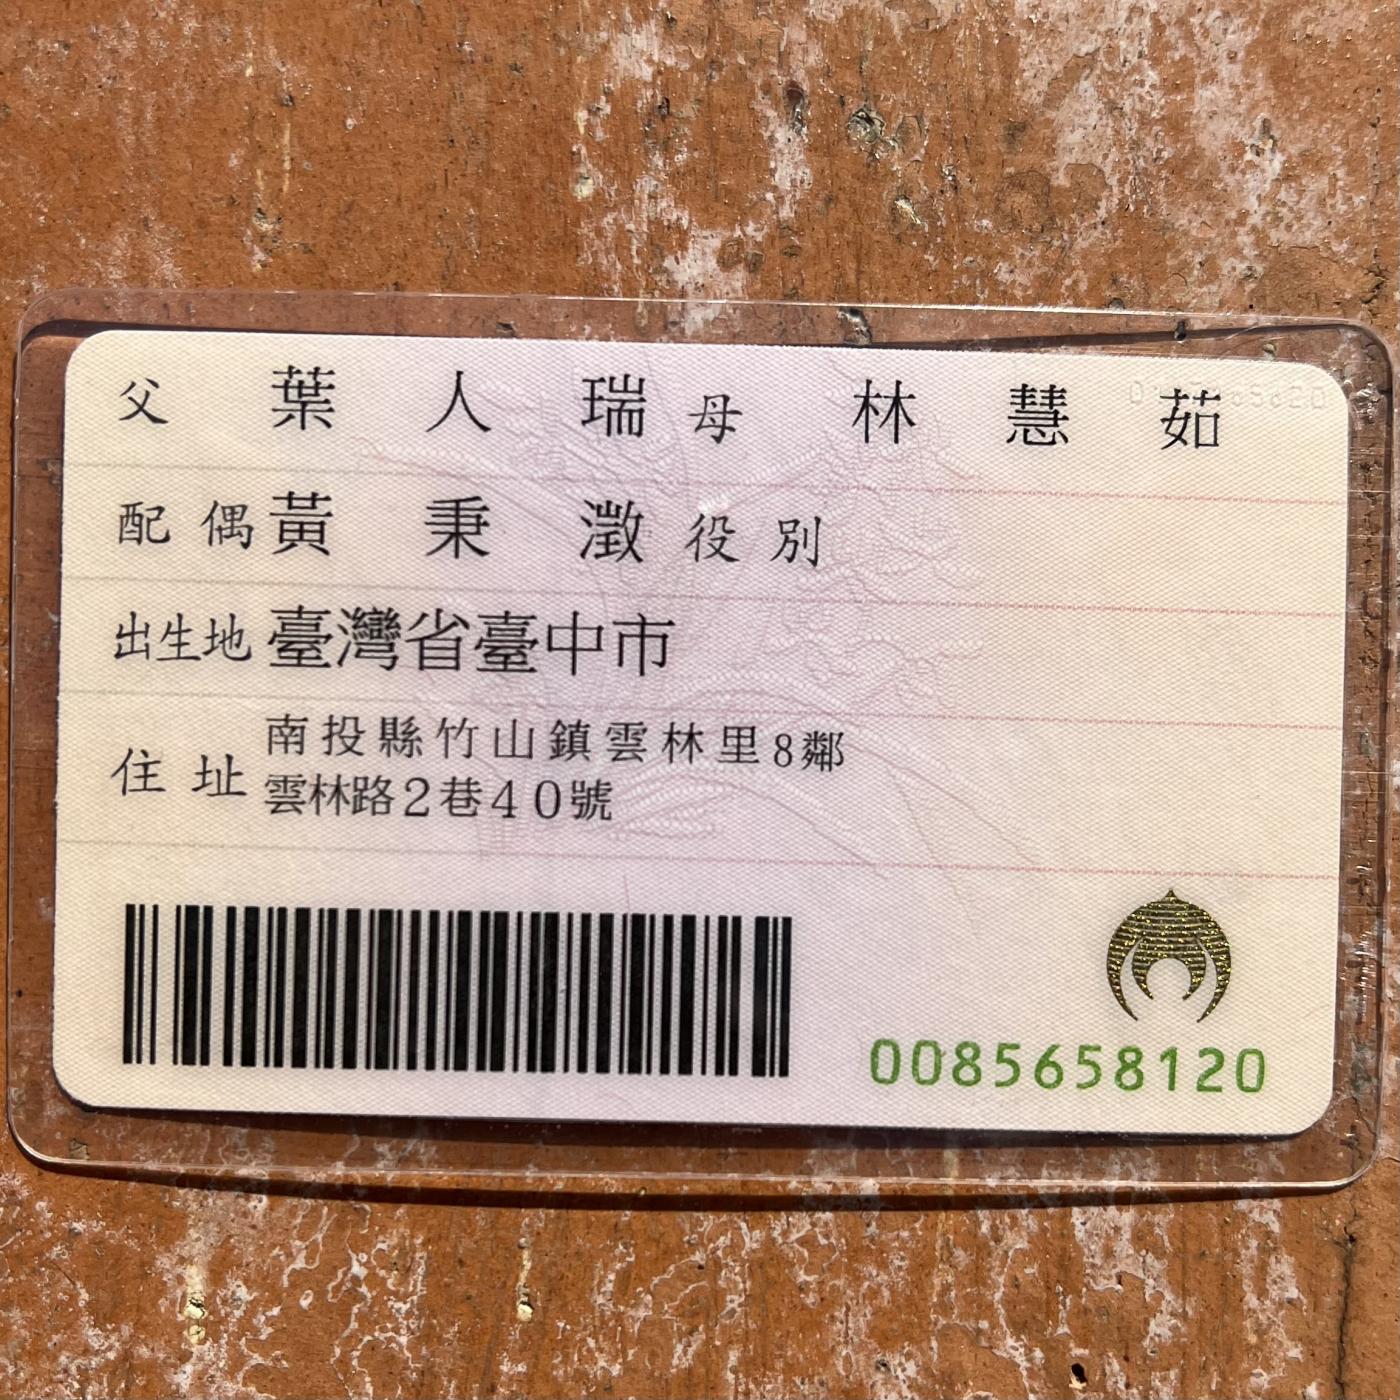 父 葉人瑞 母 林慧茹
配偶 黃秉澂 役別
出生地 臺灣省臺中市
住址 南投縣竹山鎮雲林里8鄰
雲林路2巷40號
0085658120